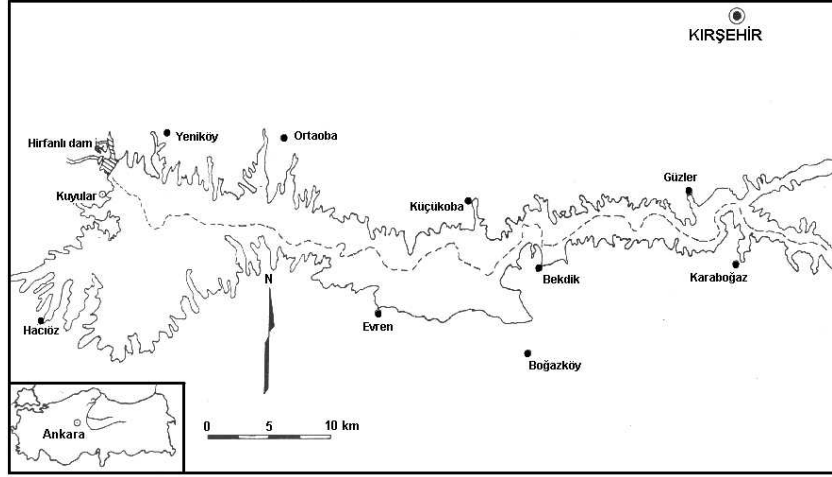 KIRŞEHİR
Hirfanlı dam
Yeniköy
Ortaoba
Kuyular
Küçükoba
Güzler
Bekdik
Karaboğaz
N
Hacıöz
Evren
Boğazköy
Ankara
0 5 10 km